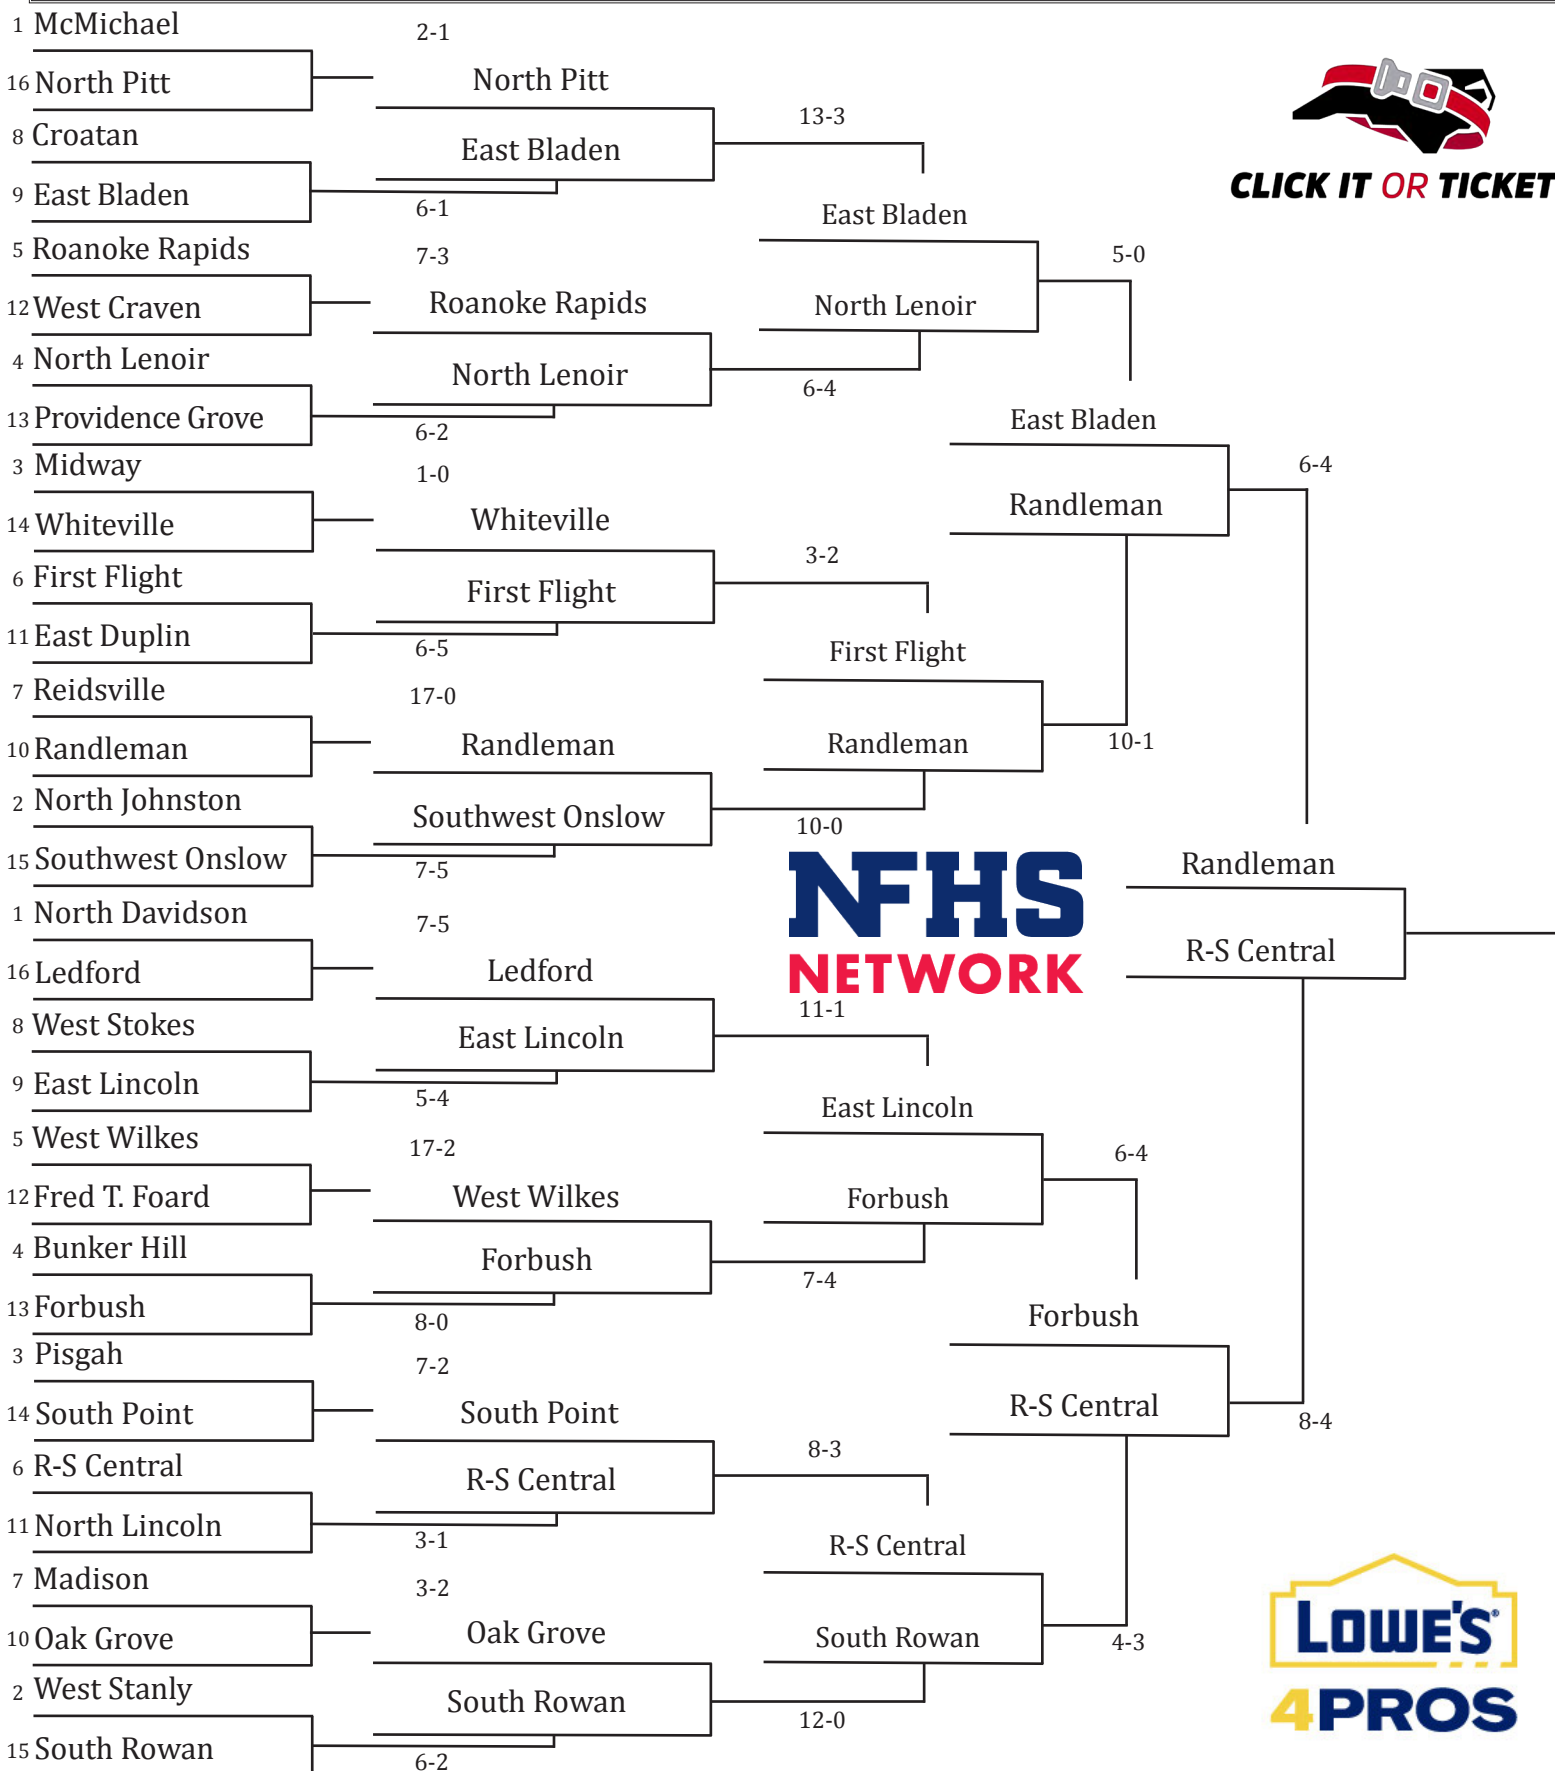 1 McMichael
2-1
16 North Pitt
North Pitt
8 Croatan
13-3
East Bladen
9 East Bladen
6-1
CLICK IT OR TICKET
East Bladen
5 Roanoke Rapids
7-3
5-0
12 West Craven
Roanoke Rapids
North Lenoir
4 North Lenoir
North Lenoir
6-4
13 Providence Grove
6-2
East Bladen
3 Midway
1-0
6-4
14 Whiteville
Whiteville
Randleman
3-2
6 First Flight
First Flight
11 East Duplin
6-5
First Flight
7 Reidsville
17-0
10 Randleman
Randleman
Randleman
10-1
2 North Johnston
Southwest Onslow
10-0
15 Southwest Onslow
7-5
Randleman
NFHS
NETWORK
1 North Davidson
7-5
R-S Central
16 Ledford
Ledford
11-1
8 West Stokes
East Lincoln
9 East Lincoln
5-4
East Lincoln
5 West Wilkes
17-2
6-4
12 Fred T. Foard
West Wilkes
Forbush
4 Bunker Hill
Forbush
7-4
13 Forbush
8-0
Forbush
3 Pisgah
7-2
14 South Point
South Point
R-S Central
8-4
8-3
6 R-S Central
R-S Central
11 North Lincoln
3-1
R-S Central
7 Madison
3-2
10 Oak Grove
Oak Grove
South Rowan
4-3
LOWE'S®
2 West Stanly
South Rowan
12-0
4PROS
15 South Rowan
6-2